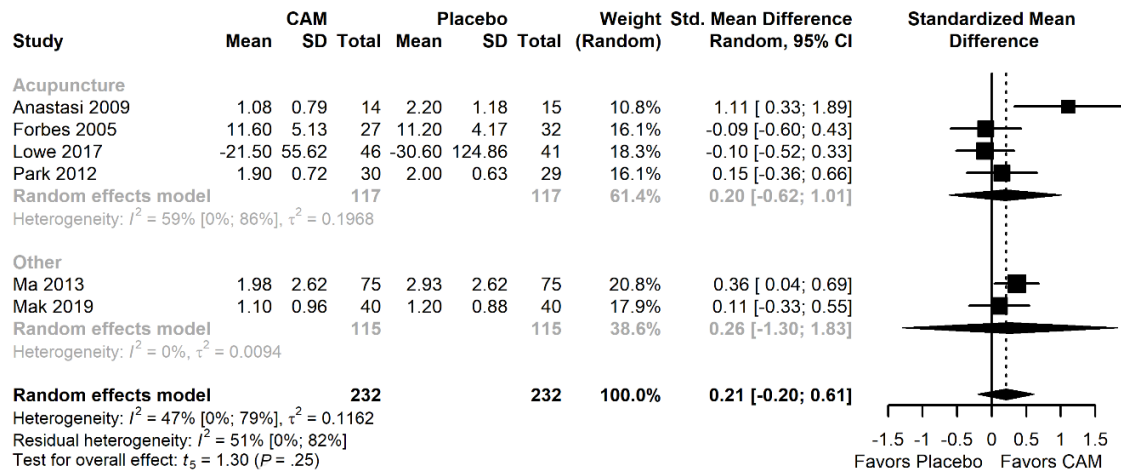 CAM Placebo Weight Std. Mean Difference Standardized Mean
Study Mean SD Total Mean SD Total (Random) Random, 95% CI Difference
Acupuncture
Anastasi 2009 1.08 0.79 14 2.20 1.18 15 10.8% 1.11 [ 0.33; 1.89]
Forbes 2005 11.60 5.13 27 11.20 4.17 32 16.1% -0.09 [-0.60; 0.43]
Lowe 2017 -21.50 55.62 46 -30.60 124.86 41 18.3% -0.10 [-0.52; 0.33]
Park 2012 1.90 0.72 30 2.00 0.63 29 16.1% 0.15 [-0.36; 0.66]
Random effects model 117 117 61.4% 0.20 [-0.62; 1.01]
Heterogeneity: I² = 59% [0%; 86%], τ² = 0.1968
Other
Ma 2013 1.98 2.62 75 2.93 2.62 75 20.8% 0.36 [ 0.04; 0.69]
Mak 2019 1.10 0.96 40 1.20 0.88 40 17.9% 0.11 [-0.33; 0.55]
Random effects model 115 115 38.6% 0.26 [-1.30; 1.83]
Heterogeneity: I² = 0%, τ² = 0.0094
Random effects model 232 232 100.0% 0.21 [-0.20; 0.61]
Heterogeneity: I² = 47% [0%; 79%], τ² = 0.1162
Residual heterogeneity: I² = 51% [0%; 82%]
-1.5 -1 -0.5 0 0.5 1 1.5
Test for overall effect: t₅ = 1.30 (P = .25)
Favors Placebo Favors CAM